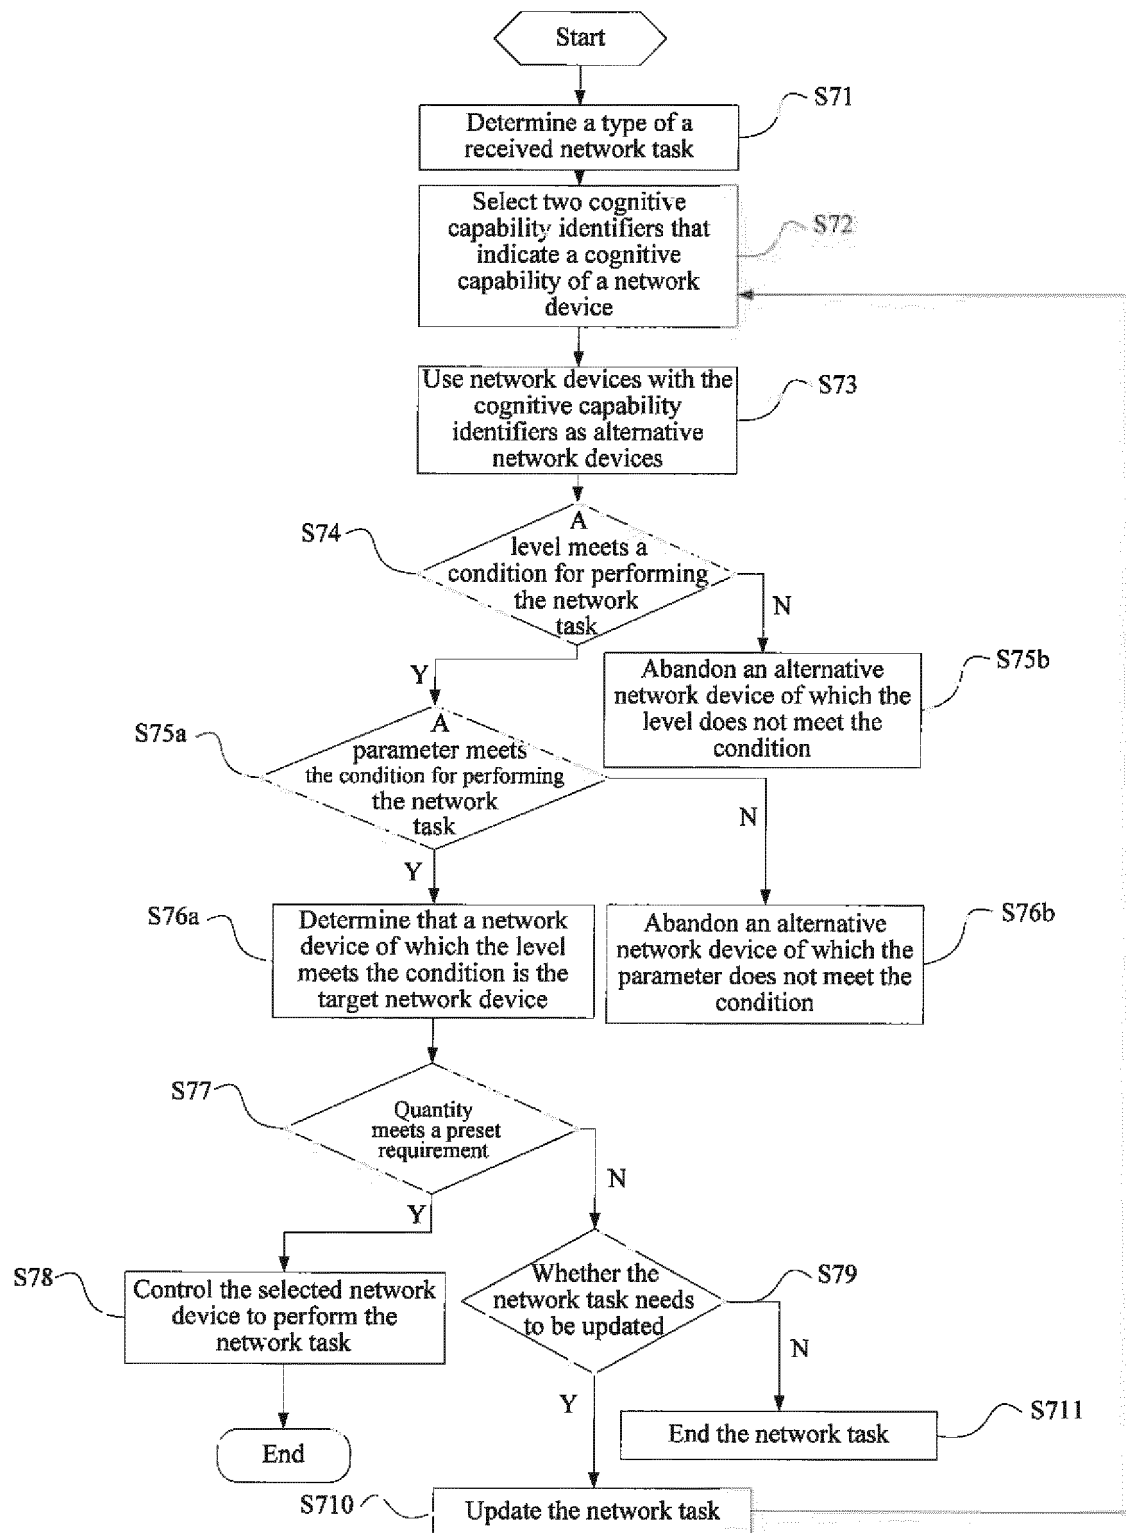 Start
S71
Determine a type of a
received network task
Select two cognitive
capability identifiers that
indicate a cognitive
capability of a network
device
S72
Use network devices with the
cognitive capability
identifiers as alternative
network devices
S73
S74
A
level meets a
condition for performing
the network
task
N
Y
Abandon an alternative
network device of which the
level does not meet the
condition
S75b
S75a
A
parameter meets
the condition for performing
the network
task
N
Y
S76a
Determine that a network
device of which the level
meets the condition is the
target network device
Abandon an alternative
network device of which the
parameter does not meet the
condition
S76b
S77
Quantity
meets a preset
requirement
N
Y
S78
Control the selected network
device to perform the
network task
Whether the
network task needs
to be updated
S79
N
Y
End the network task
S711
End
S710
Update the network task